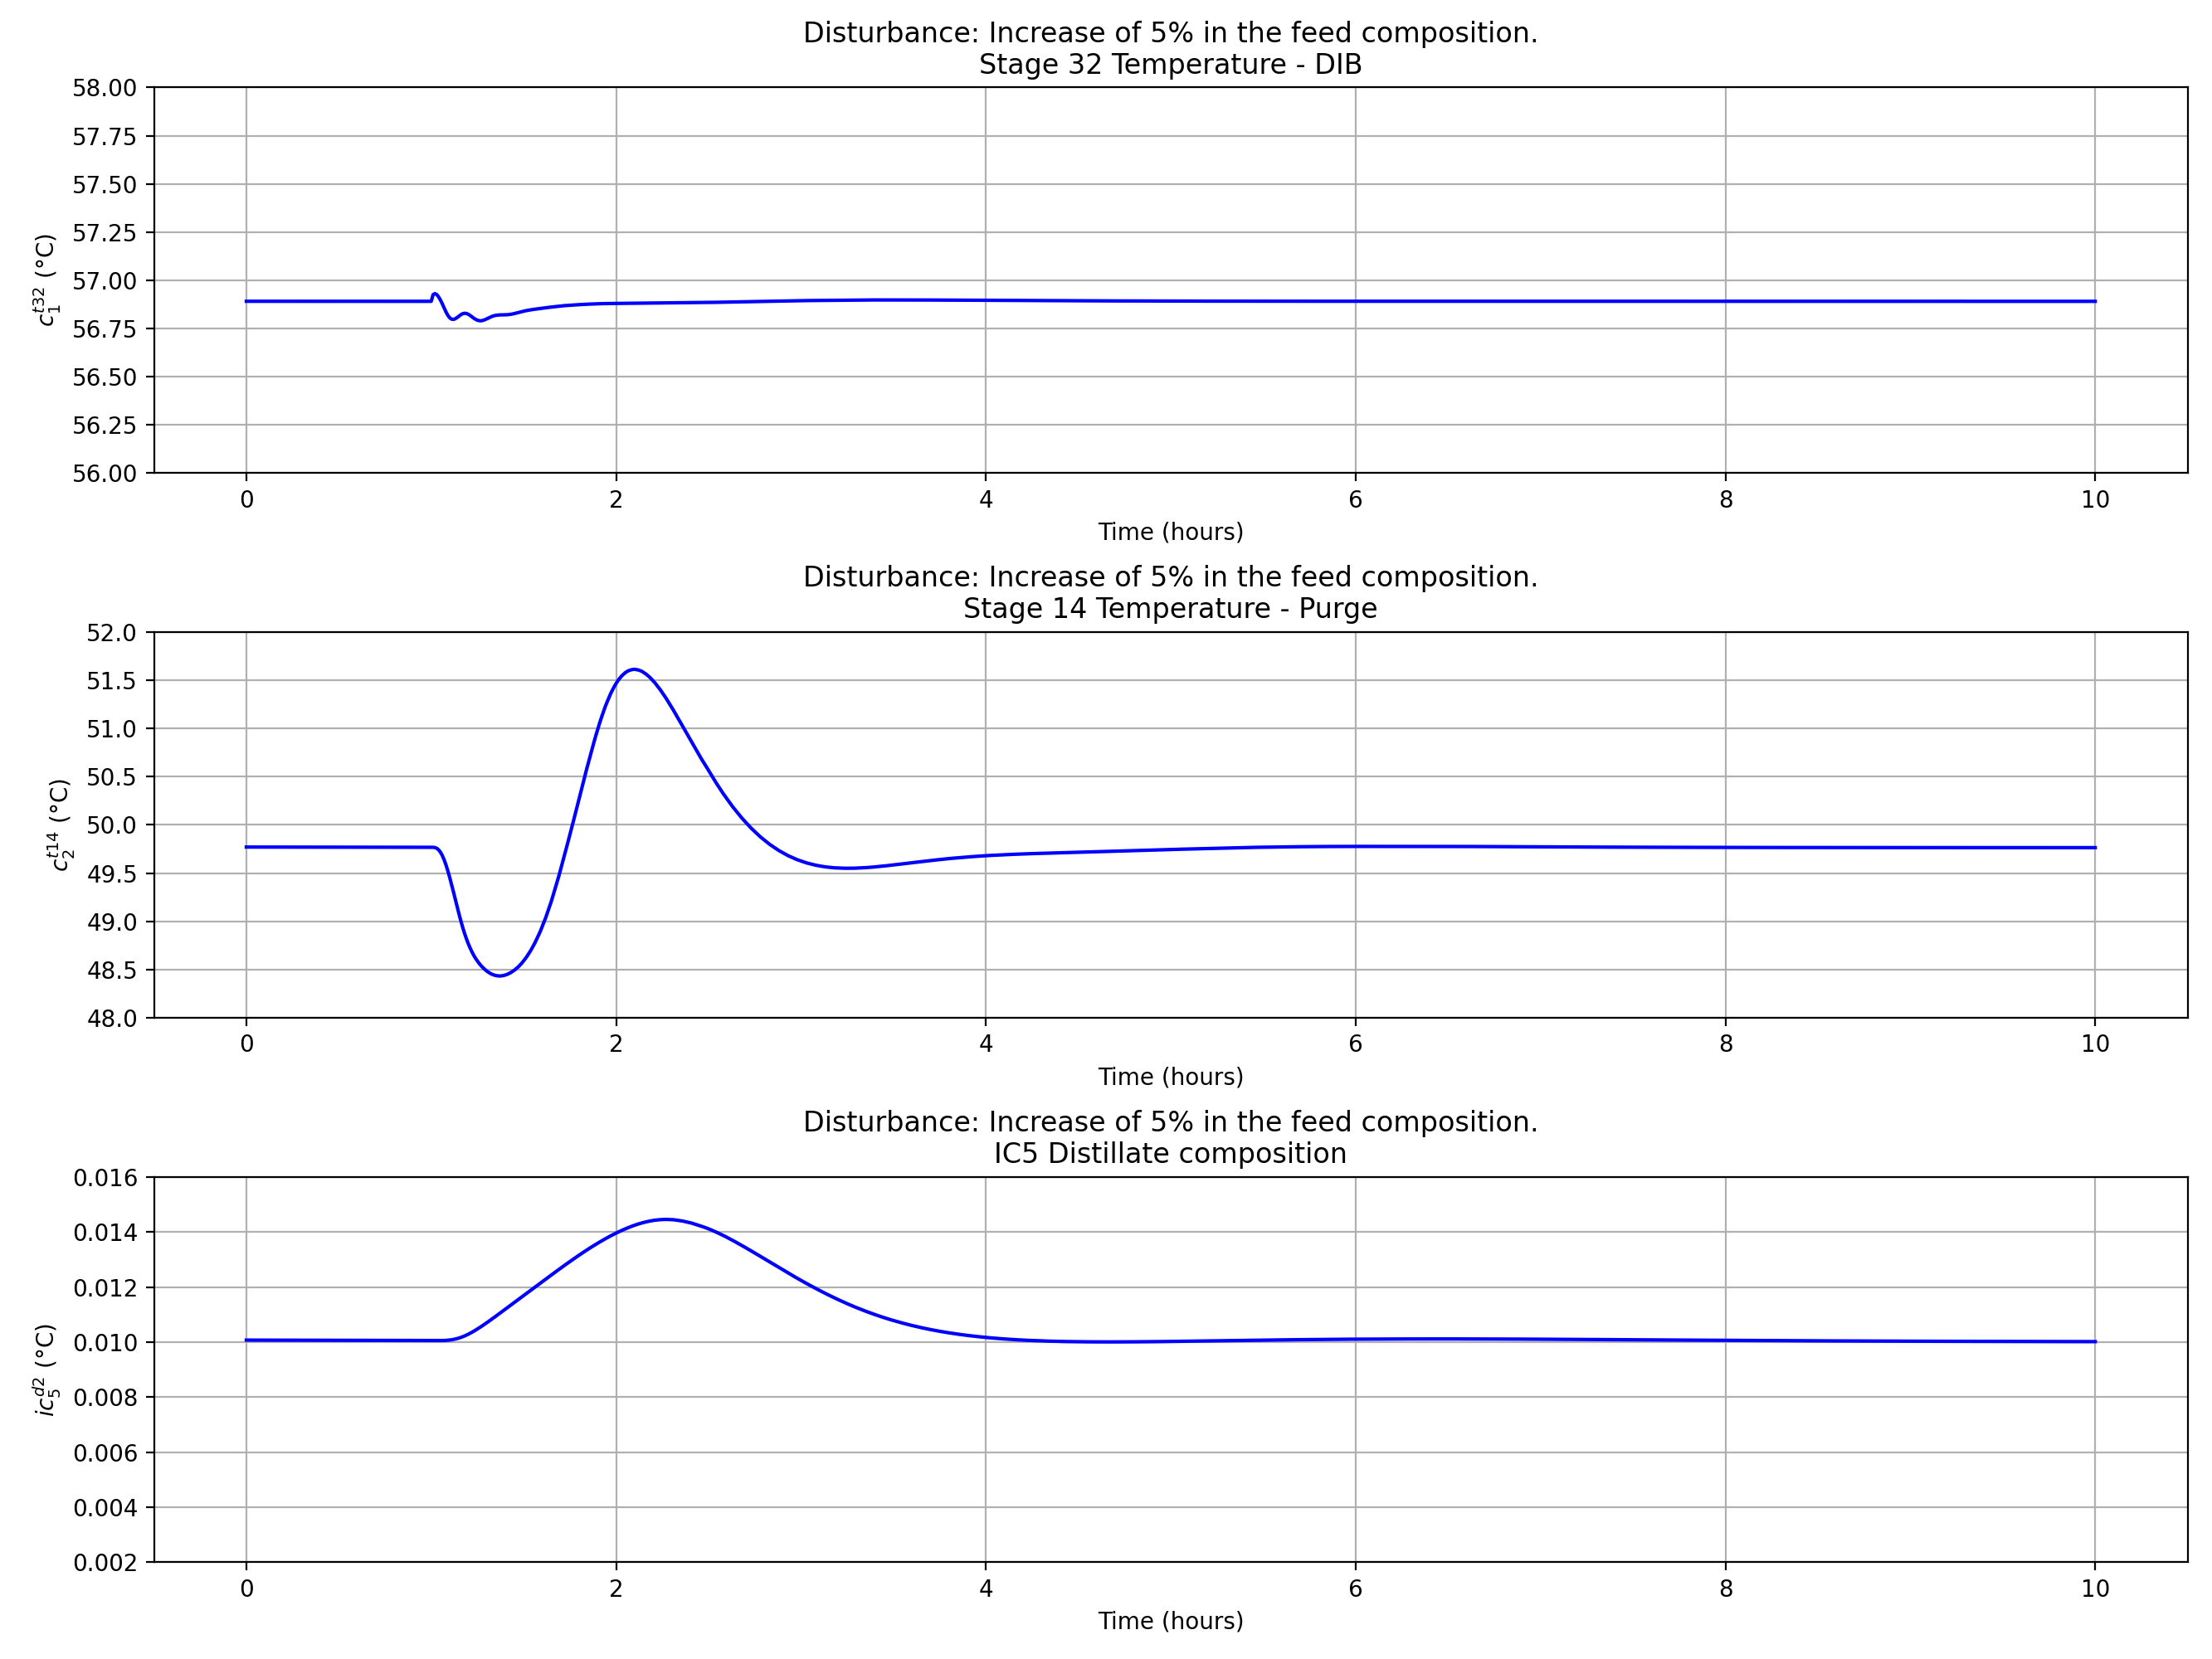 Disturbance: Increase of 5% in the feed composition.
Stage 32 Temperature - DIB
58.00
57.75
57.50
57.25
57.00
56.75
56.50
56.25
56.00
c₁ᵗ³² (°C)
0 2 4 6 8 10
Time (hours)
Disturbance: Increase of 5% in the feed composition.
Stage 14 Temperature - Purge
52.0
51.5
51.0
50.5
50.0
49.5
49.0
48.5
48.0
c₂ᵗ¹⁴ (°C)
0 2 4 6 8 10
Time (hours)
Disturbance: Increase of 5% in the feed composition.
IC5 Distillate composition
0.016
0.014
0.012
0.010
0.008
0.006
0.004
0.002
ic₅ᵈ² (°C)
0 2 4 6 8 10
Time (hours)